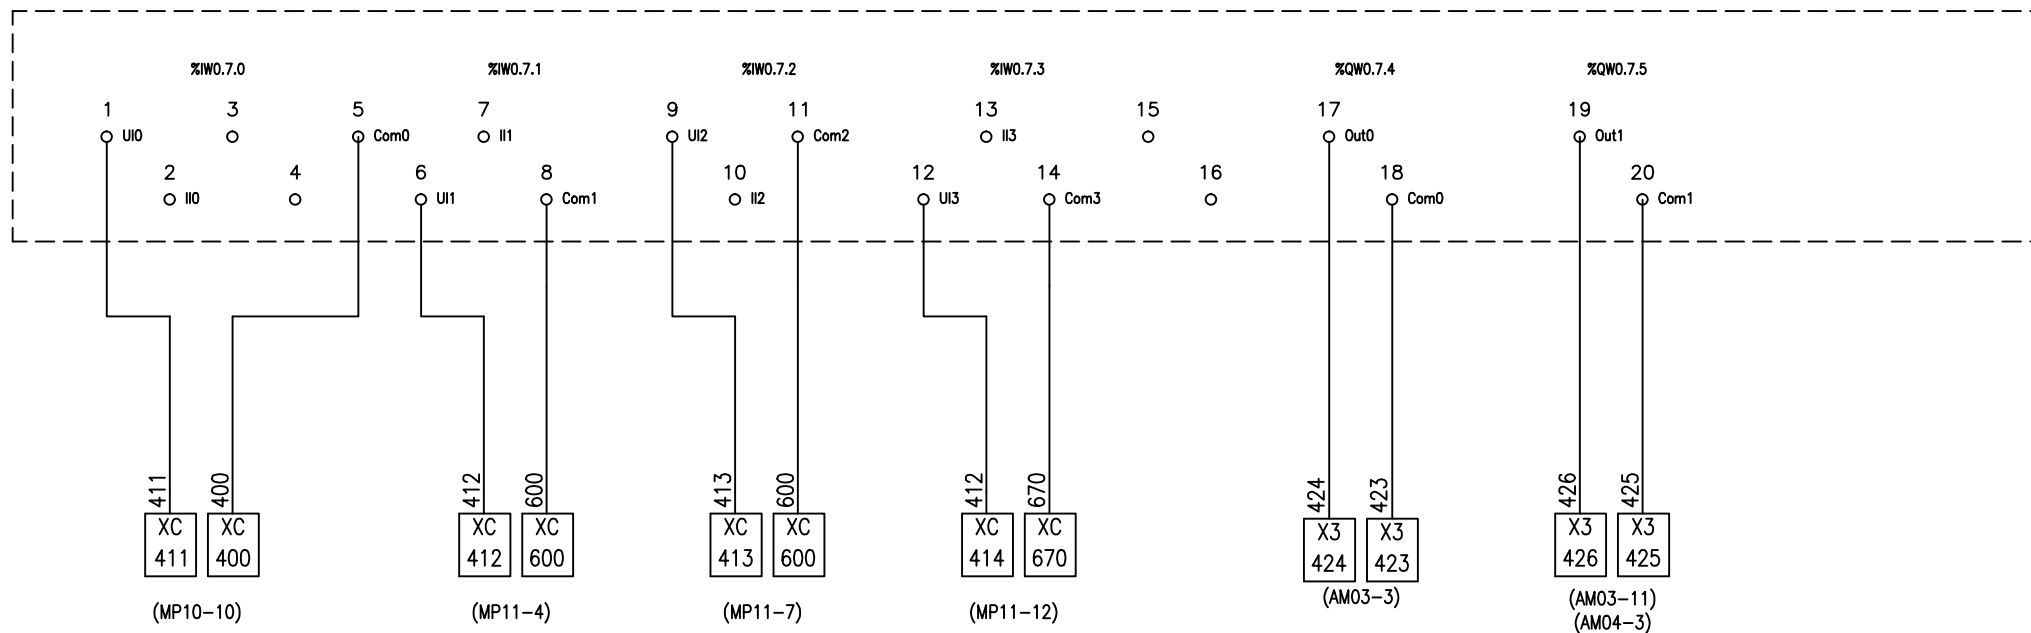 %IW0.7.0 %IW0.7.1 %IW0.7.2 %IW0.7.3 %QW0.7.4 %QW0.7.5
1 3 5 7 9 11 13 15 17 19
UI0 Com0 II1 UI2 Com2 II3 Out0 Out1
2 4 6 8 10 12 14 16 18 20
II0 UI1 Com1 II2 UI3 Com3 Com0 Com1
411 400 412 600 413 600 412 670 424 423 426 425
XC XC XC XC XC XC XC XC X3 X3 X3 X3
411 400 412 600 413 600 414 670 424 423 426 425
(MP10-10) (MP11-4) (MP11-7) (MP11-12) (AM03-3) (AM03-11)
(AM04-3)